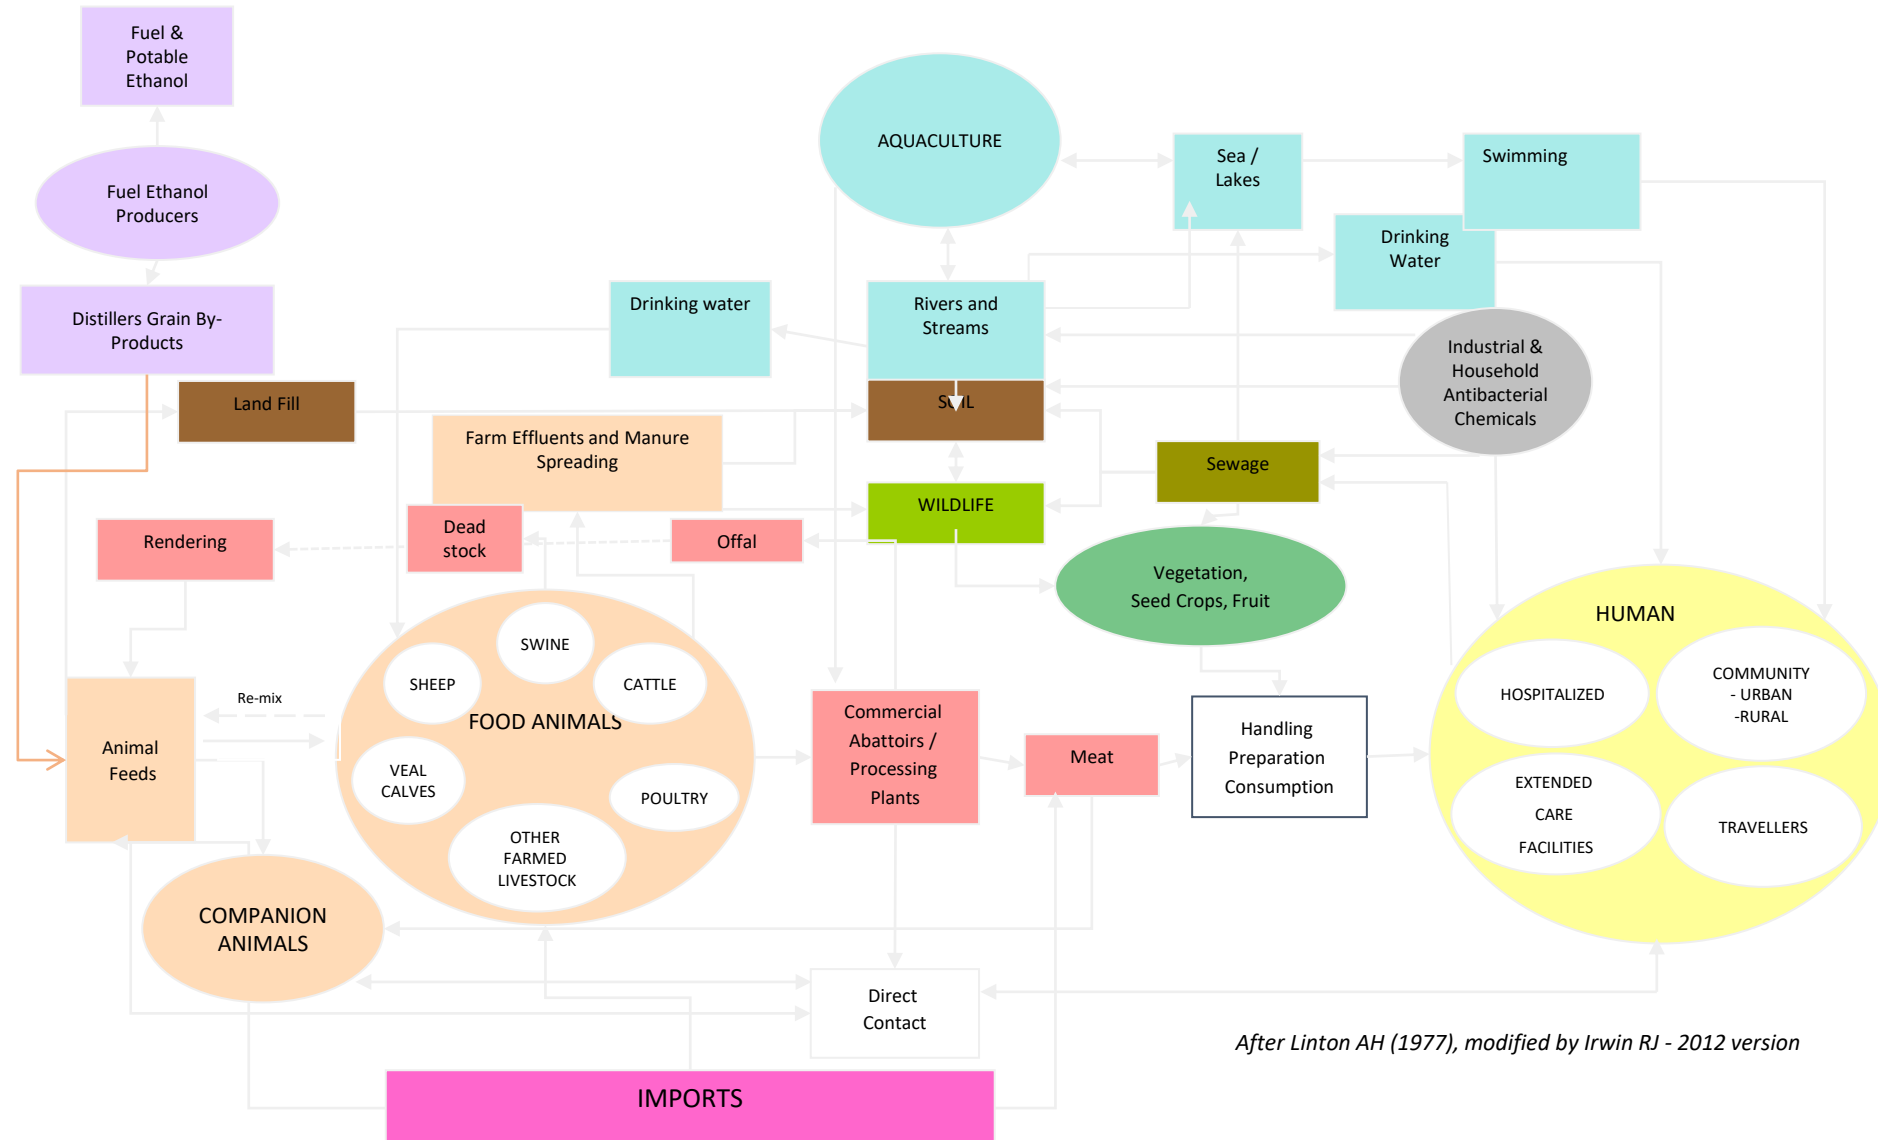 Fuel &
Potable
Ethanol
Fuel Ethanol
Producers
Distillers Grain By-
Products
AQUACULTURE
Sea /
Lakes
Swimming
Drinking
Water
Drinking water
Rivers and
Streams
Industrial &
Household
Antibacterial
Chemicals
Land Fill
SOIL
Farm Effluents and Manure
Spreading
Sewage
WILDLIFE
Rendering
Dead
stock
Offal
Vegetation,
Seed Crops, Fruit
HUMAN
HOSPITALIZED
COMMUNITY
- URBAN
-RURAL
EXTENDED
CARE
FACILITIES
TRAVELLERS
SWINE
SHEEP
CATTLE
FOOD ANIMALS
VEAL
CALVES
POULTRY
OTHER
FARMED
LIVESTOCK
Re-mix
Animal
Feeds
Commercial
Abattoirs /
Processing
Plants
Meat
Handling
Preparation
Consumption
COMPANION
ANIMALS
Direct
Contact
After Linton AH (1977), modified by Irwin RJ - 2012 version
IMPORTS